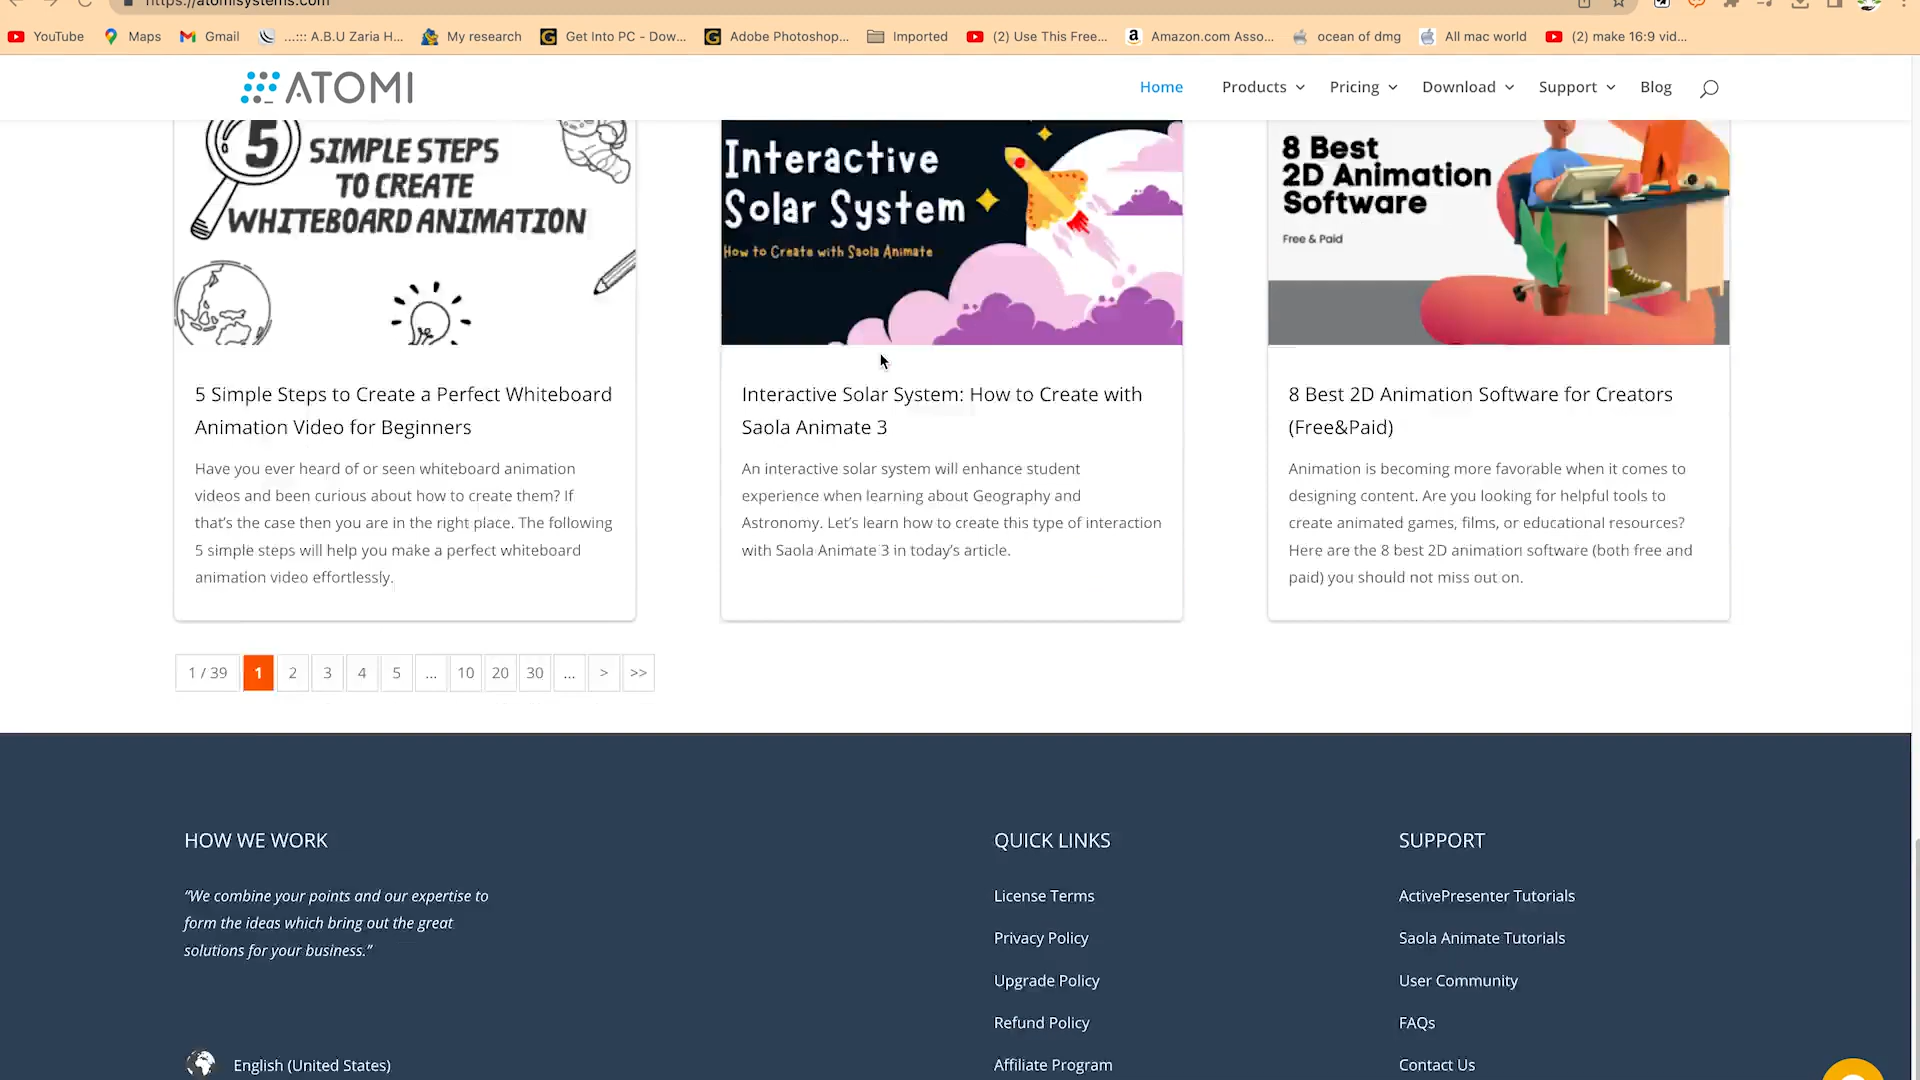 https://atomisystems.com
YouTube Maps Gmail ...::: A.B.U Zaria H... My research Get Into PC - Dow... Adobe Photoshop... Imported (2) Use This Free... Amazon.com Asso... ocean of dmg All mac world (2) make 16:9 vid...
ATOMI Home Products Pricing Download Support Blog
5 SIMPLE STEPS
TO CREATE
WHITEBOARD ANIMATION
Interactive
Solar System
How to Create with Saola Animate
8 Best
2D Animation
Software
Free & Paid
5 Simple Steps to Create a Perfect Whiteboard
Animation Video for Beginners
Have you ever heard of or seen whiteboard animation
videos and been curious about how to create them? If
that's the case then you are in the right place. The following
5 simple steps will help you make a perfect whiteboard
animation video effortlessly.
Interactive Solar System: How to Create with
Saola Animate 3
An interactive solar system will enhance student
experience when learning about Geography and
Astronomy. Let's learn how to create this type of interaction
with Saola Animate 3 in today's article.
8 Best 2D Animation Software for Creators
(Free&Paid)
Animation is becoming more favorable when it comes to
designing content. Are you looking for helpful tools to
create animated games, films, or educational resources?
Here are the 8 best 2D animation software (both free and
paid) you should not miss out on.
1 / 39 1 2 3 4 5 ... 10 20 30 ... > >>
HOW WE WORK
"We combine your points and our expertise to
form the ideas which bring out the great
solutions for your business."
English (United States)
QUICK LINKS
License Terms
Privacy Policy
Upgrade Policy
Refund Policy
Affiliate Program
SUPPORT
ActivePresenter Tutorials
Saola Animate Tutorials
User Community
FAQs
Contact Us